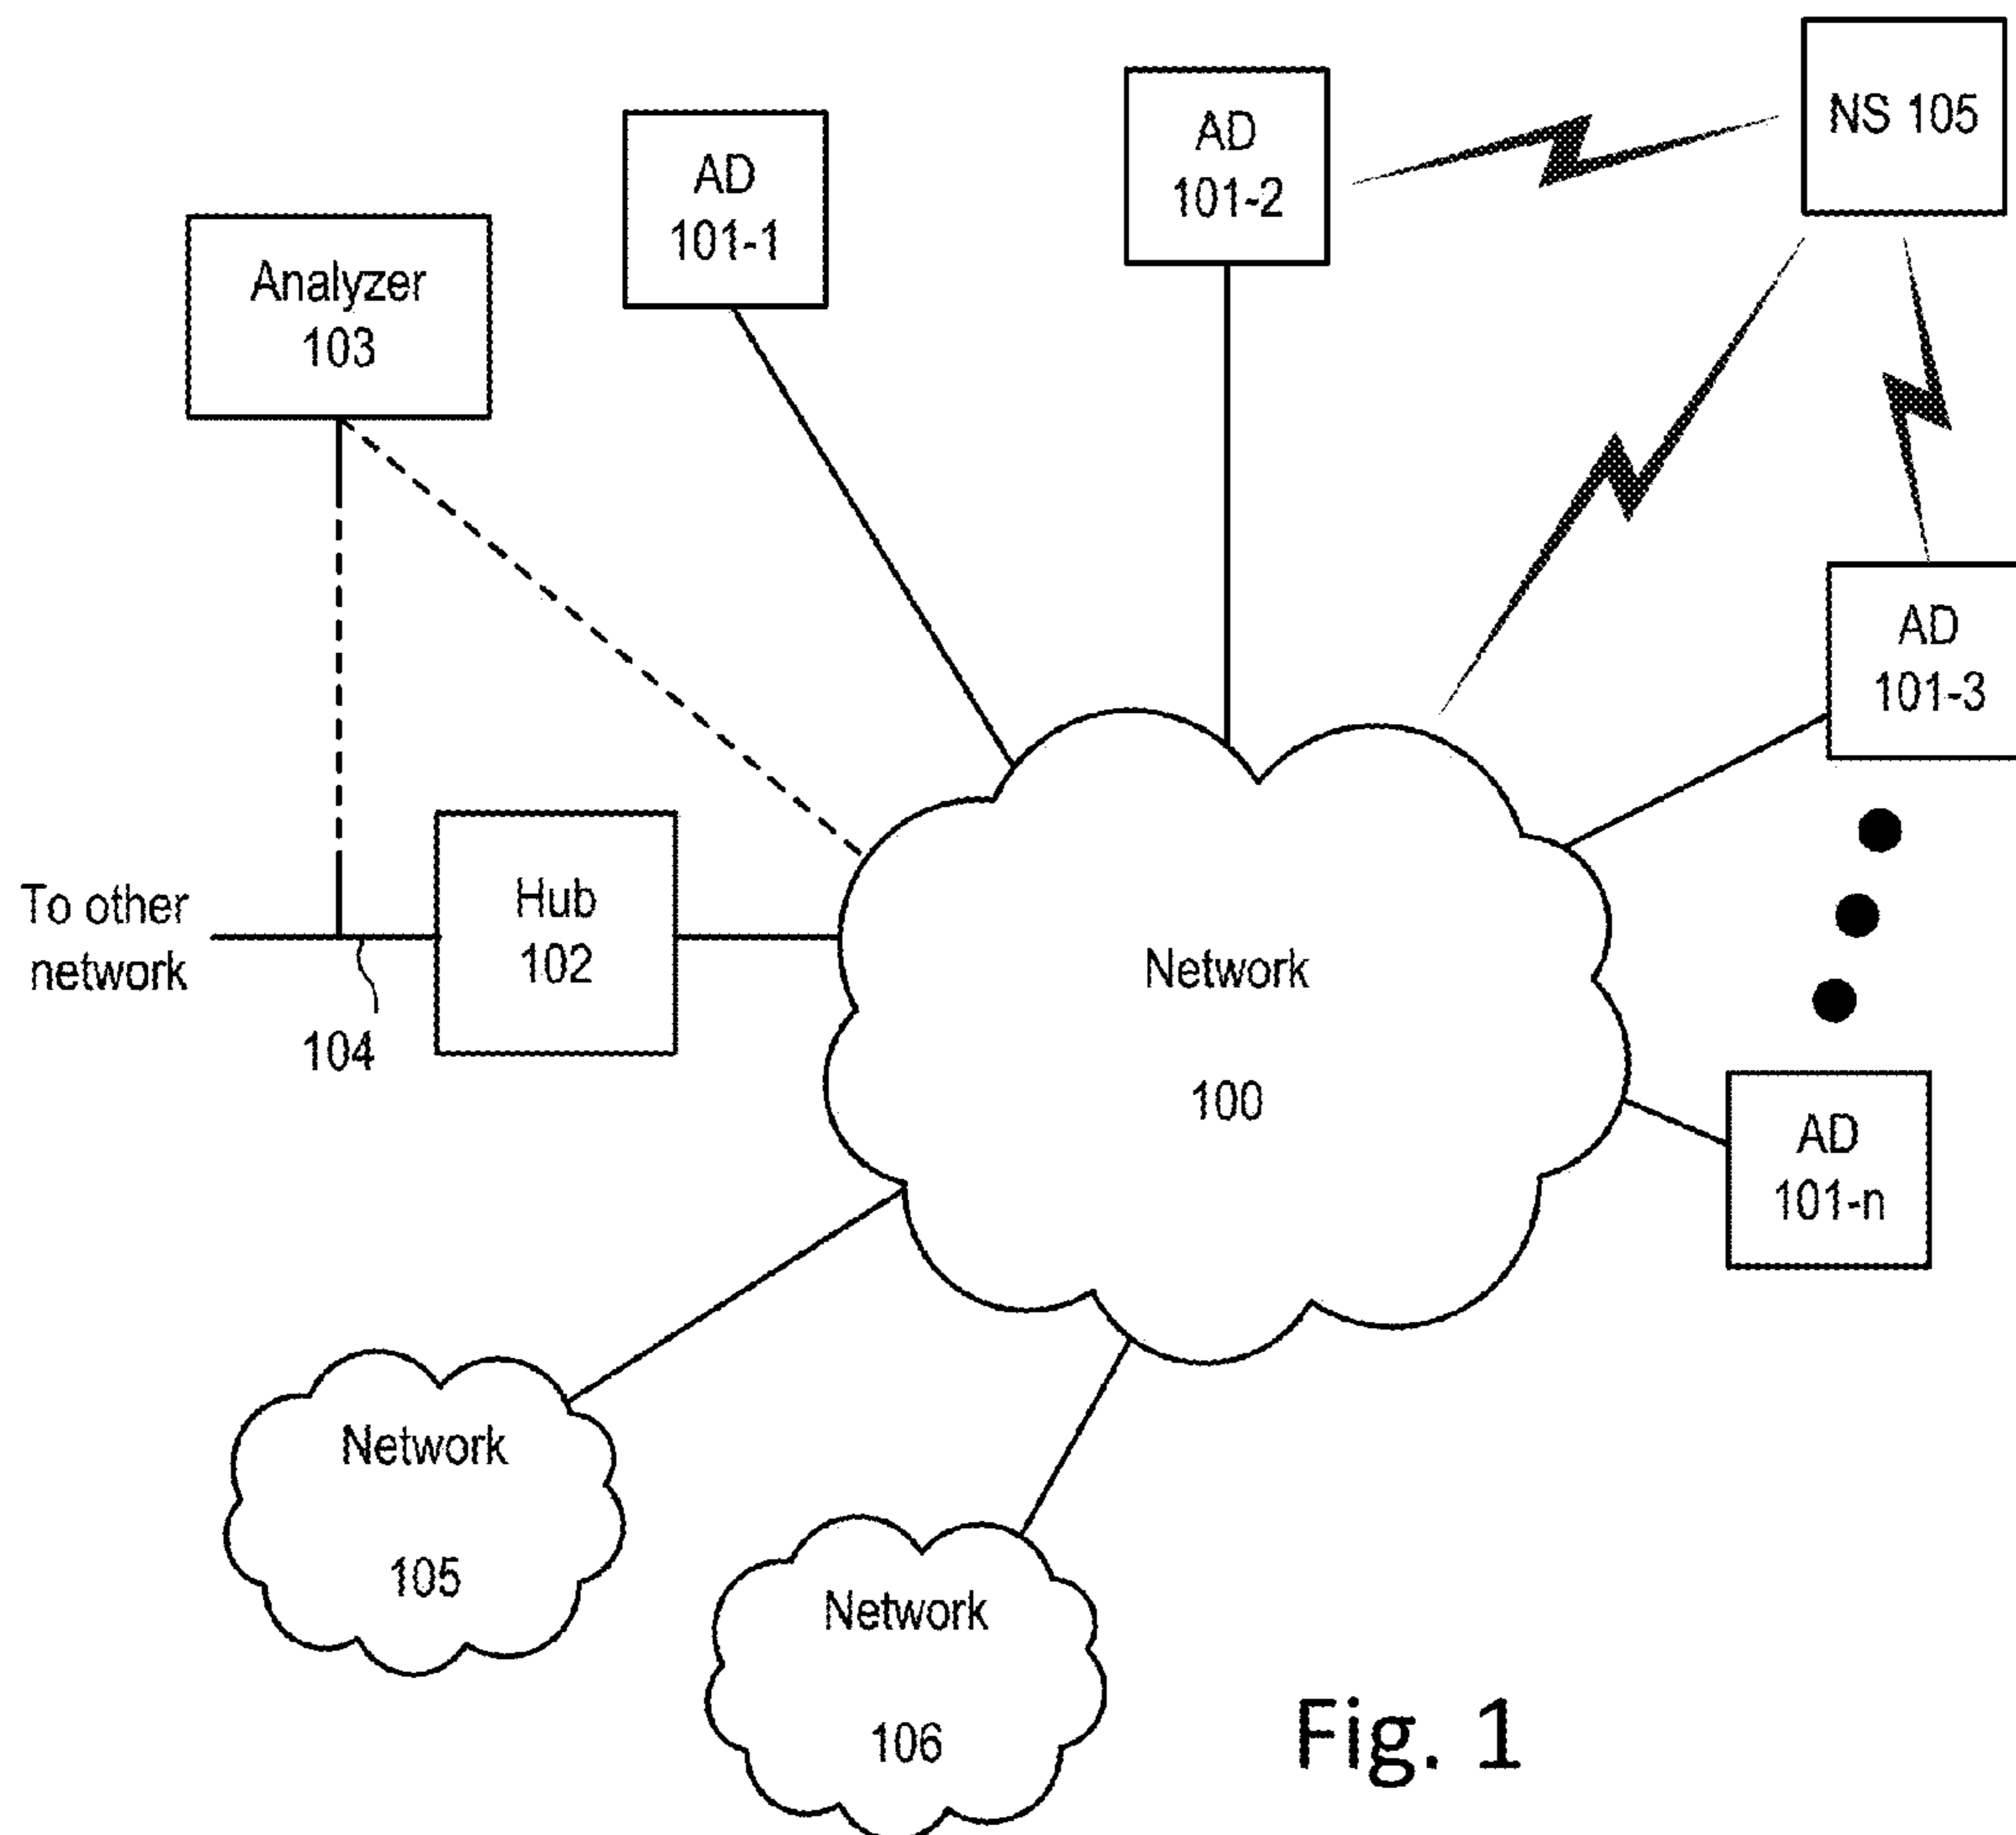 NS 105
AD
101-2
AD
101-1
Analyzer
103
AD
101-3
To other
network
Hub
102
104
Network
100
AD
101-n
Network
105
Network
106
Fig. 1